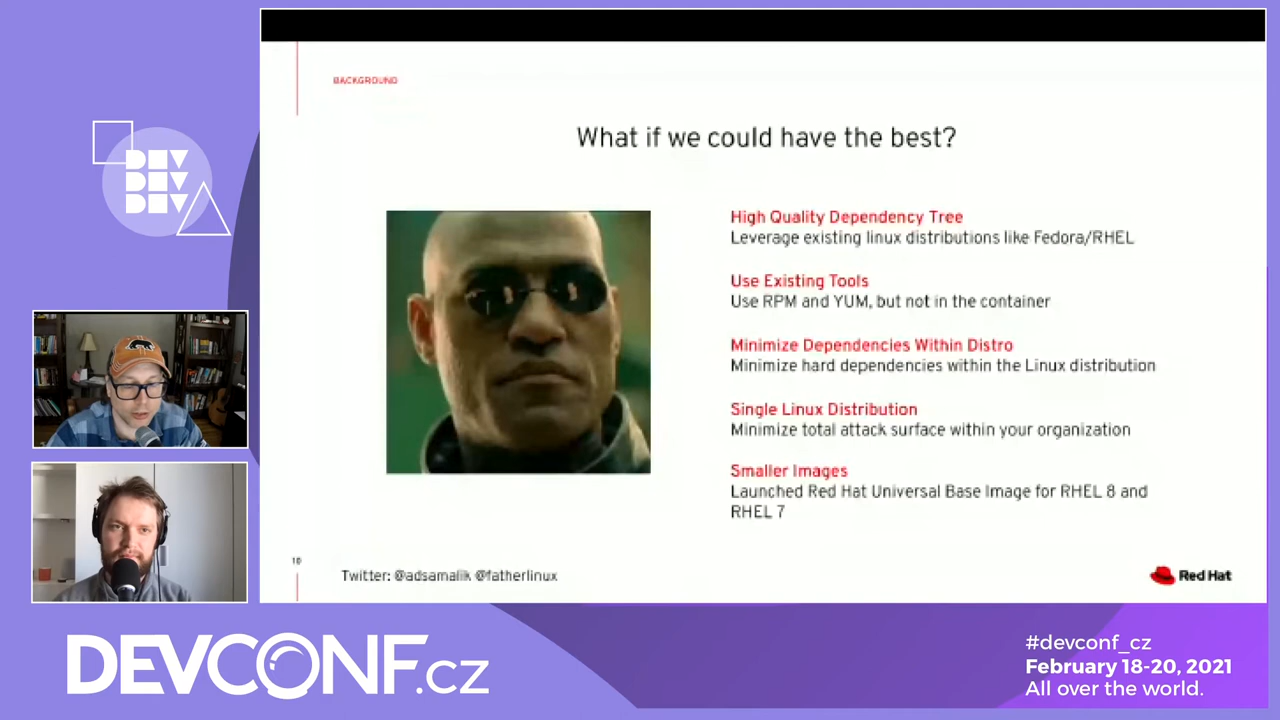 BACKGROUND
What if we could have the best?
High Quality Dependency Tree
Leverage existing linux distributions like Fedora/RHEL
Use Existing Tools
Use RPM and YUM, but not in the container
Minimize Dependencies Within Distro
Minimize hard dependencies within the Linux distribution
Single Linux Distribution
Minimize total attack surface within your organization
Smaller Images
Launched Red Hat Universal Base Image for RHEL 8 and
RHEL 7
10
Twitter: @adsamalik @fatherlinux
Red Hat
DEV
DEV
DEV
DEVCONF.cz
#devconf_cz
February 18-20, 2021
All over the world.